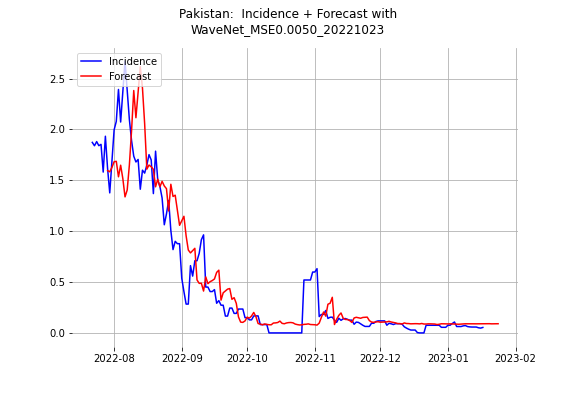 Pakistan:  Incidence + Forecast with
WaveNet_MSE0.0050_20221023
Incidence
Forecast
2.5
2.0
1.5
1.0
0.5
0.0
2022-08 2022-09 2022-10 2022-11 2022-12 2023-01 2023-02